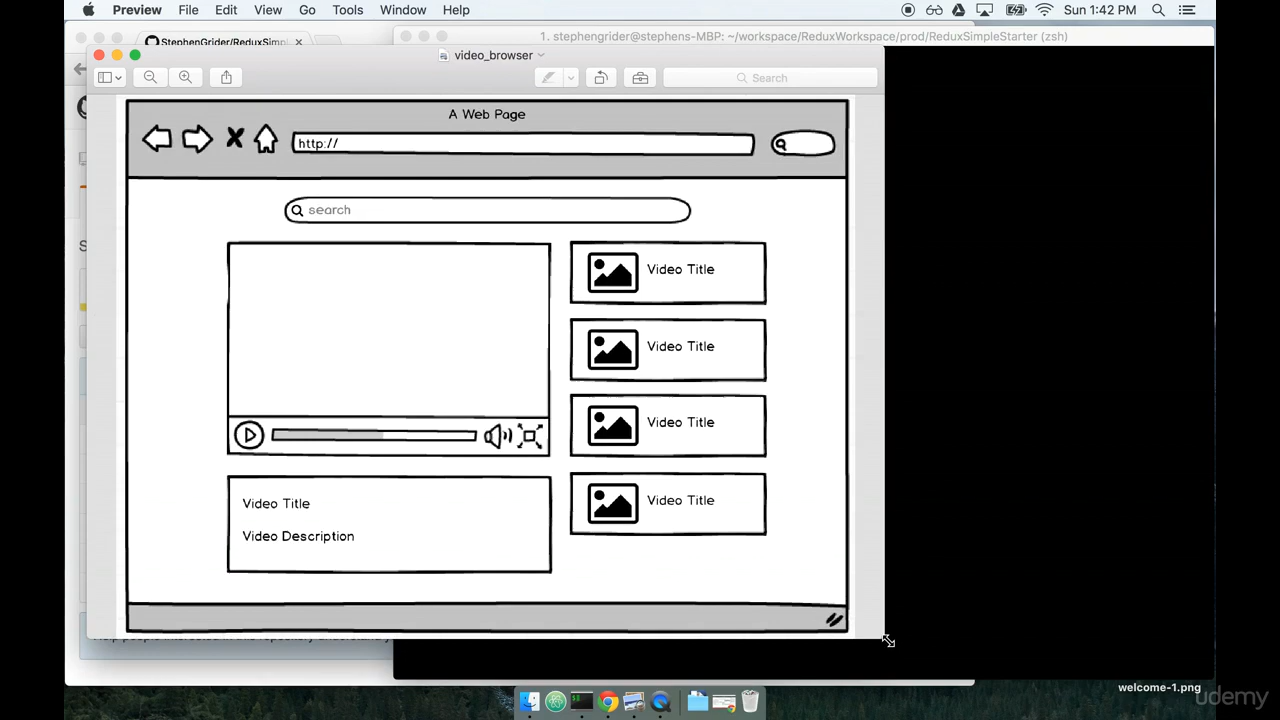 Preview File Edit View Go Tools Window Help Sun 1:42 PM
StephenGrider/ReduxSimpl
1. stephengrider@stephens-MBP: ~/workspace/ReduxWorkspace/prod/ReduxSimpleStarter (zsh)
video_browser
Search
A Web Page
http://
search
Video Title
Video Title
Video Title
Video Title
Video Title
Video Description
welcome-1.png
udemy